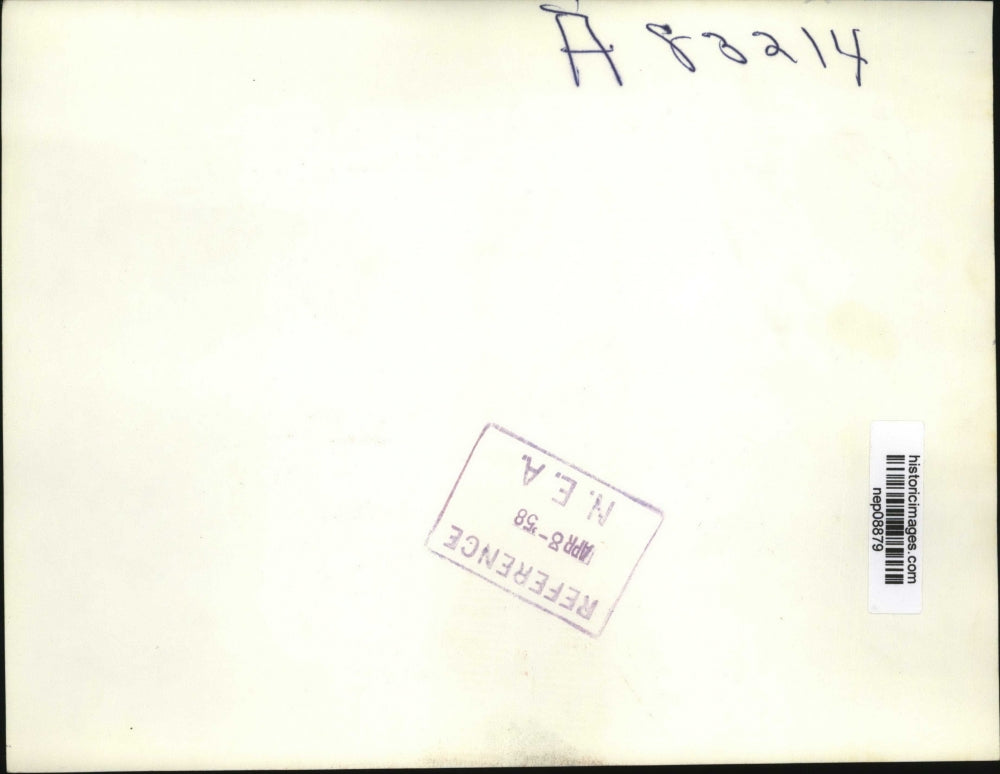 A 83214
REFERENCE
APR 8-'58
N. E. A.
historicimages.com
nep08879